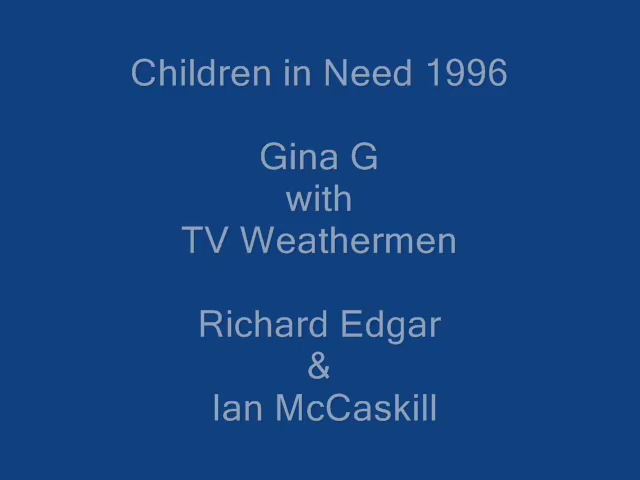 Children in Need 1996
Gina G
with
TV Weathermen
Richard Edgar
&
Ian McCaskill